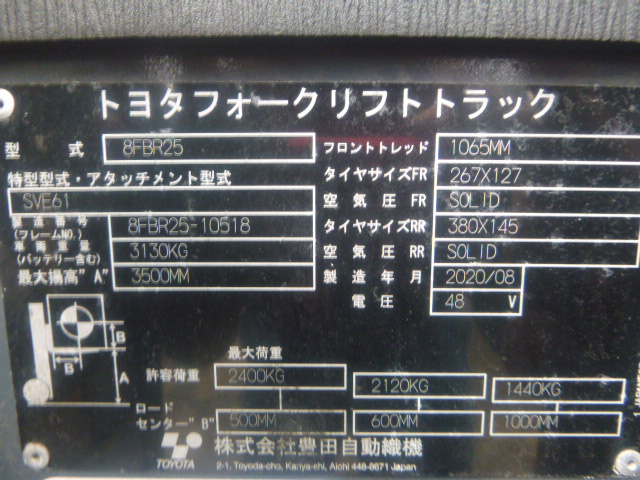 トヨタフォークリフトトラック
型式 8FBR25 フロントトレッド 1065MM
特型型式・アタッチメント型式 タイヤサイズFR 267X127
SVE61 空気圧 FR SOLID
製造番号 (フレームNO.) 8FBR25-10518 タイヤサイズRR 380X145
車両重量 (バッテリー含む) 3130KG 空気圧 RR SOLID
最大揚高"A" 3500MM 製造年月 2020/08
電圧 48 V
B
B
A
最大荷重
許容荷重 2400KG 2120KG 1440KG
ロード
センター"B" 500MM 600MM 1000MM
TOYOTA 株式会社豊田自動織機
2-1, Toyoda-cho, Kariya-shi, Aichi 448-8671 Japan